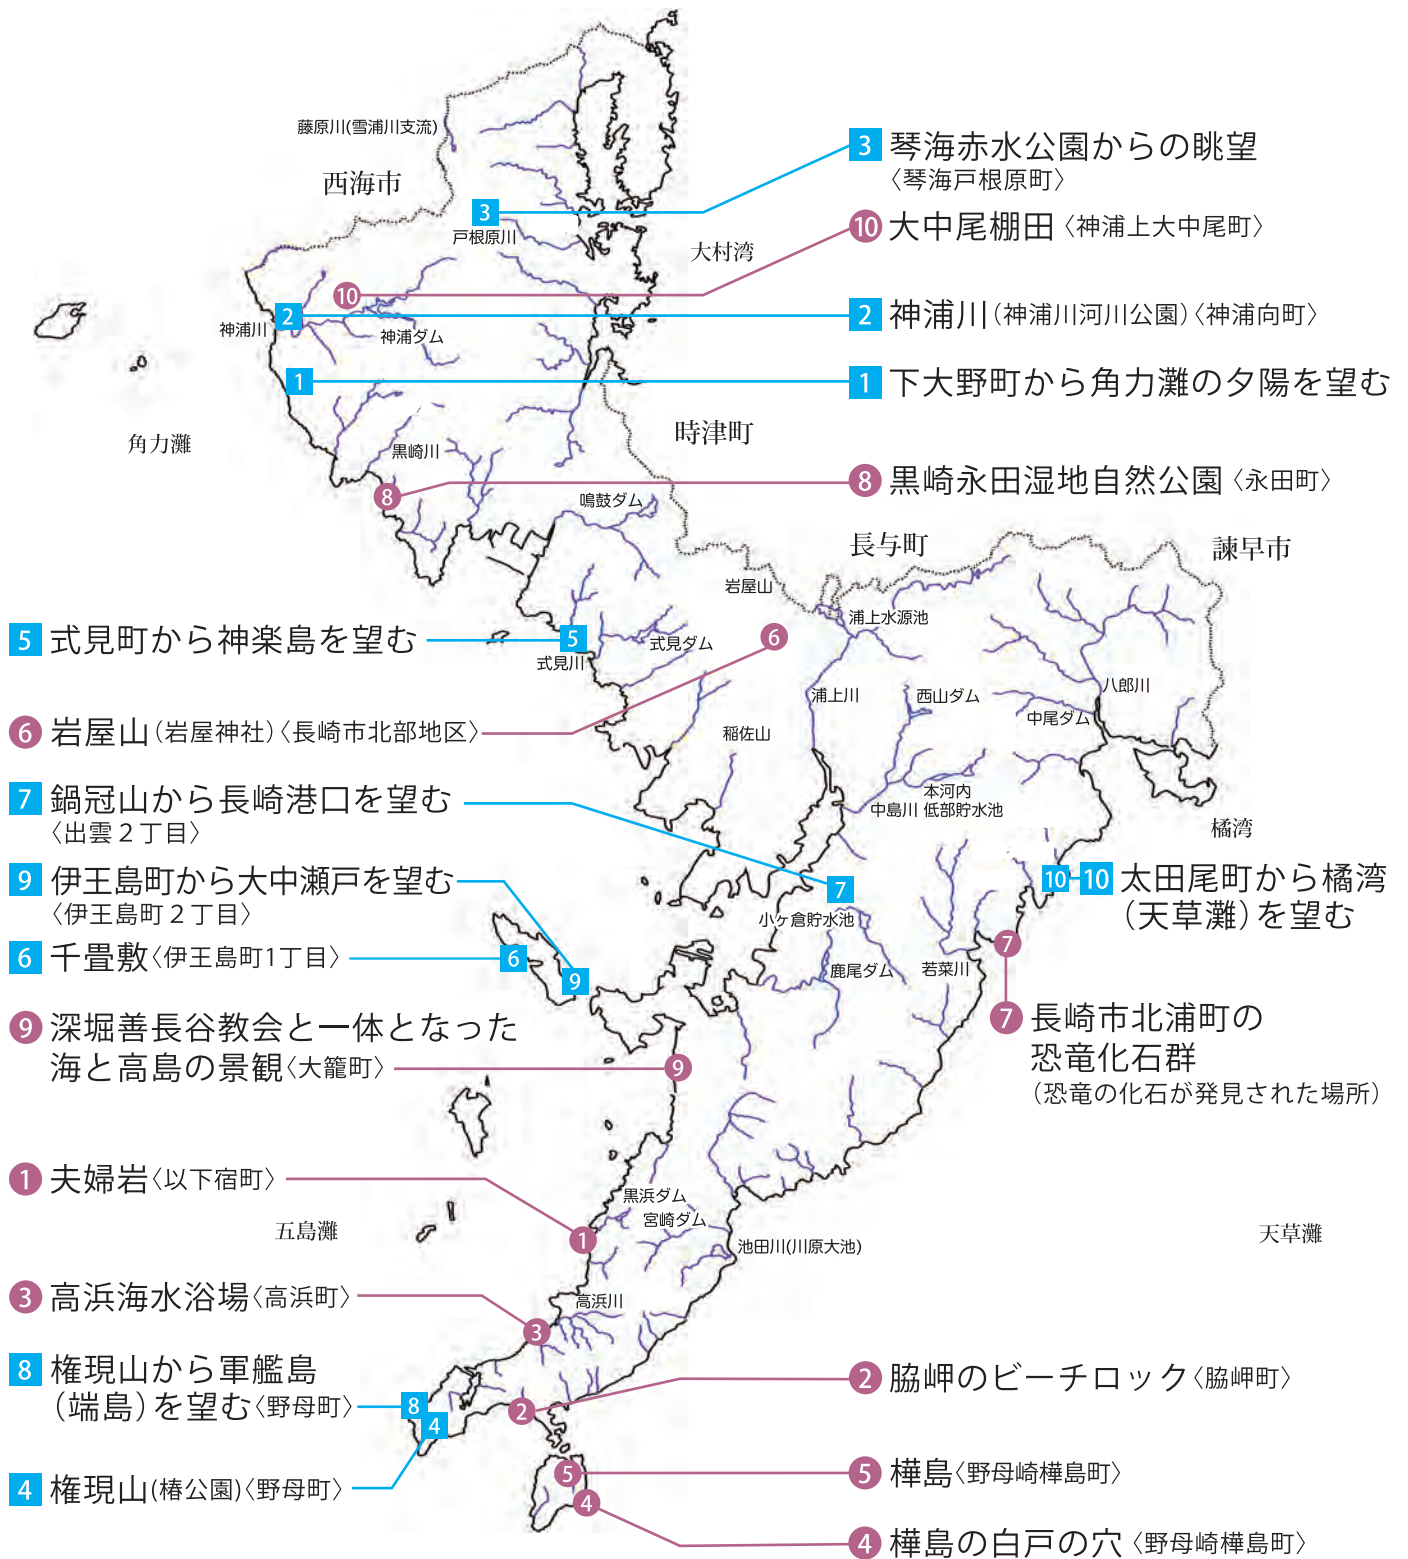 藤原川(雪浦川支流)
西海市
3 琴海赤水公園からの眺望
〈琴海戸根原町〉
3
戸根原川
10 大中尾棚田〈神浦上大中尾町〉
大村湾
10
2
神浦川
神浦ダム
2 神浦川(神浦川河川公園)〈神浦向町〉
1
1 下大野町から角力灘の夕陽を望む
角力灘
時津町
黒崎川
8
8 黒崎永田湿地自然公園〈永田町〉
鳴鼓ダム
長与町
諫早市
岩屋山
浦上水源池
5 式見町から神楽島を望む
5
式見川
式見ダム
6
浦上川
西山ダム
八郎川
中尾ダム
6 岩屋山(岩屋神社)〈長崎市北部地区〉
稲佐山
7 鍋冠山から長崎港口を望む
〈出雲2丁目〉
本河内
中島川 低部貯水池
橘湾
9 伊王島町から大中瀬戸を望む
〈伊王島町2丁目〉
7
10
10 太田尾町から橘湾
(天草灘)を望む
小ヶ倉貯水池
6 千畳敷〈伊王島町1丁目〉
6
9
鹿尾ダム
若菜川
7
7 長崎市北浦町の
恐竜化石群
(恐竜の化石が発見された場所)
9 深堀善長谷教会と一体となった
海と高島の景観〈大籠町〉
9
1 夫婦岩〈以下宿町〉
黒浜ダム
宮崎ダム
五島灘
天草灘
1
池田川(川原大池)
3 高浜海水浴場〈高浜町〉
高浜川
3
8 権現山から軍艦島
(端島)を望む〈野母町〉
8
4
2
2 脇岬のビーチロック〈脇岬町〉
4 権現山(椿公園)〈野母町〉
5
5 樺島〈野母崎樺島町〉
4
4 樺島の白戸の穴〈野母崎樺島町〉